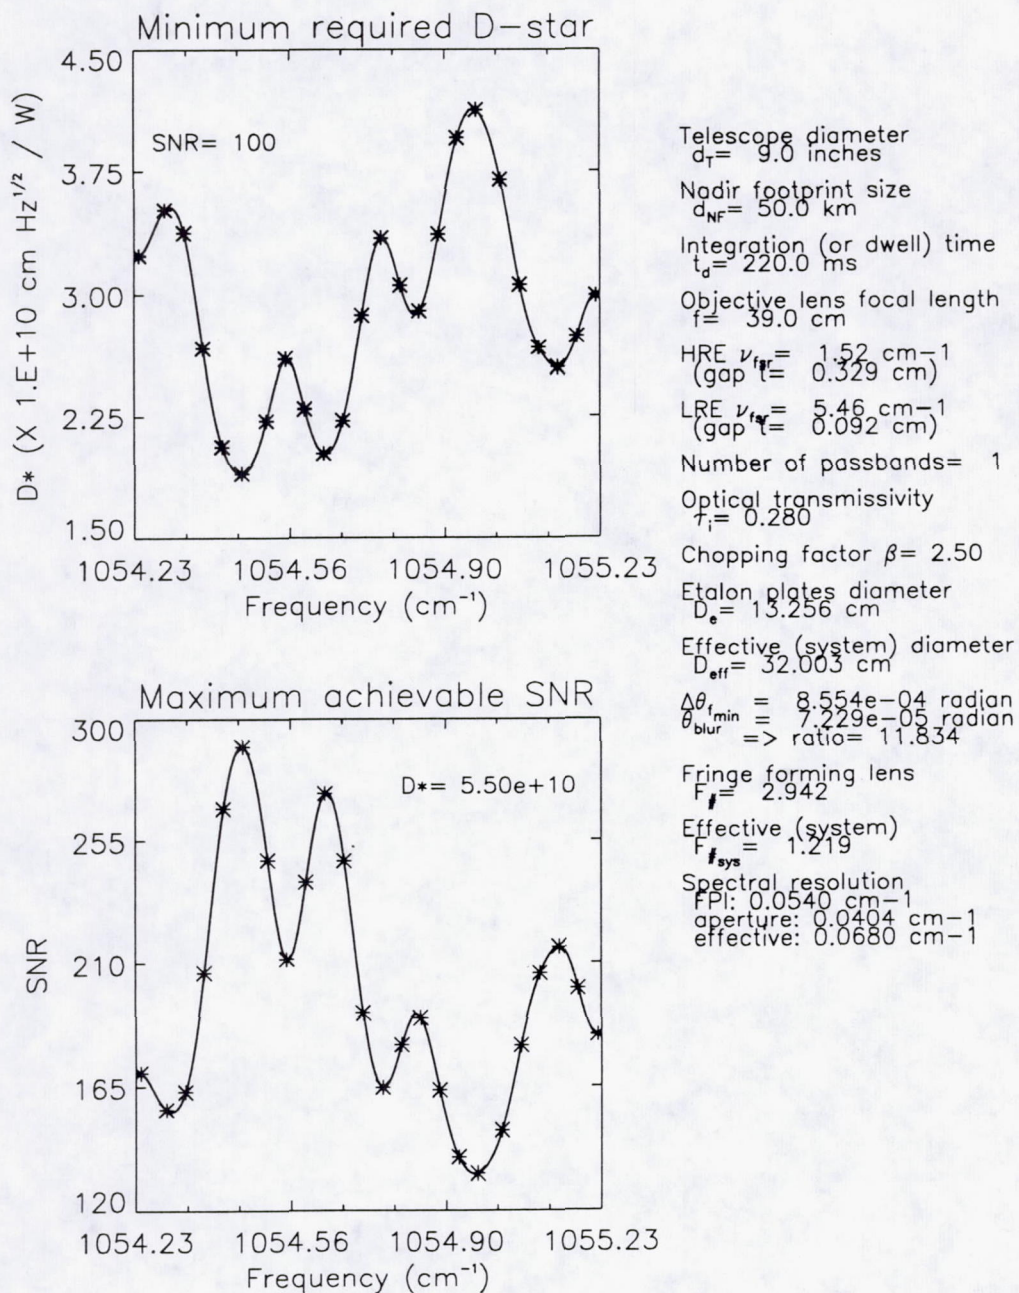 Minimum required D-star
D* (X 1.E+10 cm Hz^1/2 / W)
4.50
3.75
3.00
2.25
1.50
SNR= 100
1054.23 1054.56 1054.90 1055.23
Frequency (cm⁻¹)
Maximum achievable SNR
SNR
300
255
210
165
120
D*= 5.50e+10
1054.23 1054.56 1054.90 1055.23
Frequency (cm⁻¹)
Telescope diameter
d_T= 9.0 inches
Nadir footprint size
d_NF= 50.0 km
Integration (or dwell) time
t_d= 220.0 ms
Objective lens focal length
f= 39.0 cm
HRE ν_fsr= 1.52 cm-1
(gap t= 0.329 cm)
LRE ν_fsr= 5.46 cm-1
(gap t= 0.092 cm)
Number of passbands= 1
Optical transmissivity
τ_i= 0.280
Chopping factor β= 2.50
Etalon plates diameter
D_e= 13.256 cm
Effective (system) diameter
D_eff= 32.003 cm
Δθ_f_min = 8.554e-04 radian
θ_blur = 7.229e-05 radian
=> ratio= 11.834
Fringe forming lens
F_#= 2.942
Effective (system)
F_#sys= 1.219
Spectral resolution
FPI: 0.0540 cm-1
aperture: 0.0404 cm-1
effective: 0.0680 cm-1